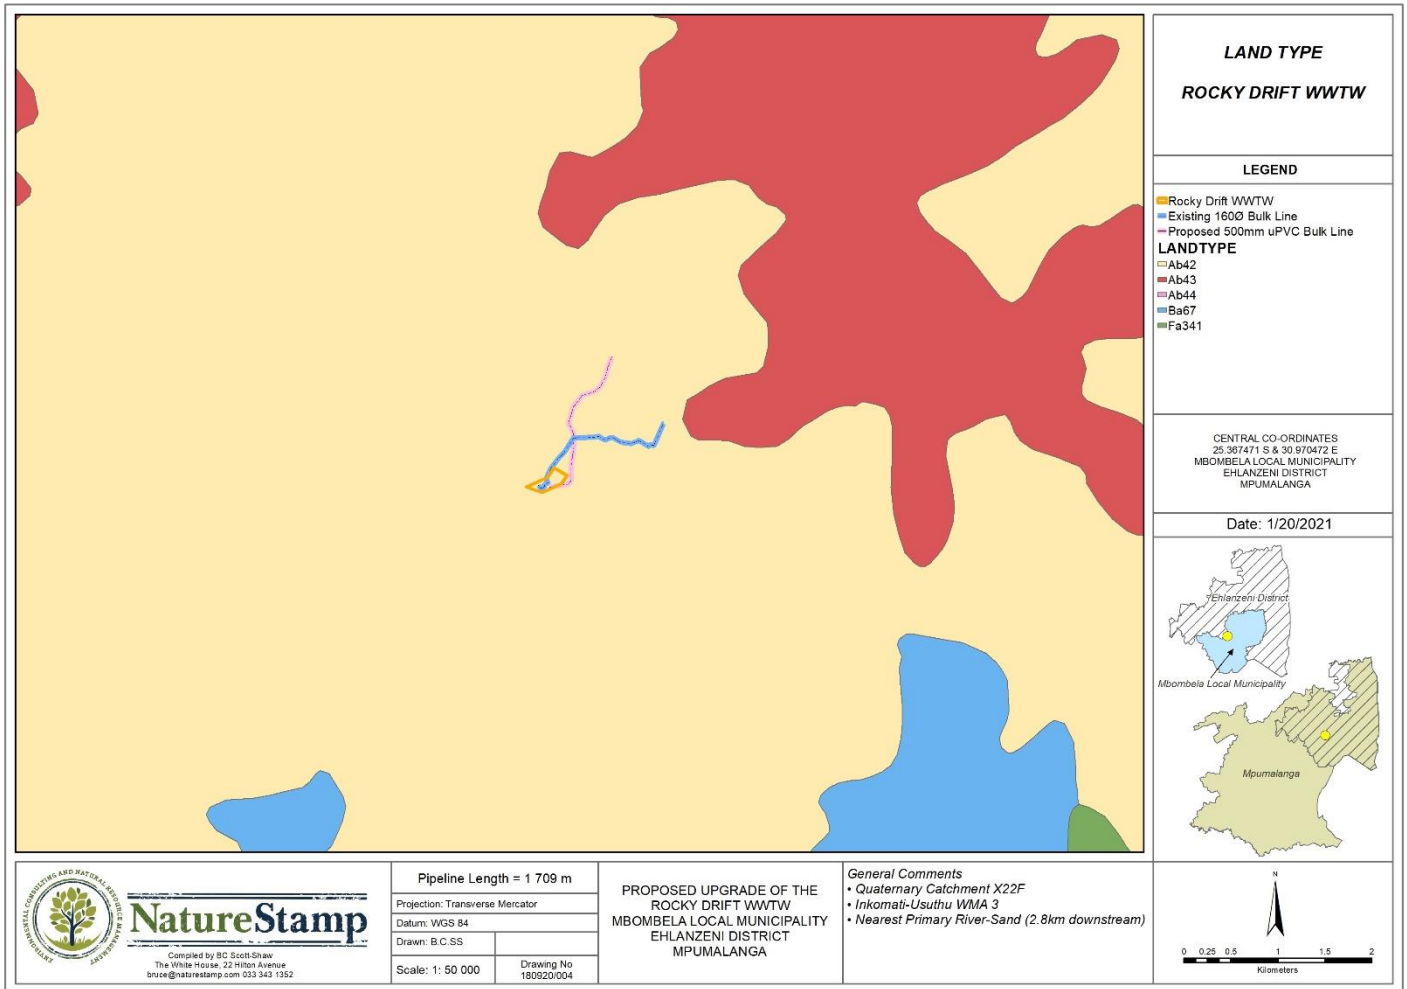 LAND TYPE
ROCKY DRIFT WWTW
LEGEND
Rocky Drift WWTW
Existing 160Ø Bulk Line
Proposed 500mm uPVC Bulk Line
LANDTYPE
Ab42
Ab43
Ab44
Ba67
Fa341
CENTRAL CO-ORDINATES
25.367471 S & 30.970472 E
MBOMBELA LOCAL MUNICIPALITY
EHLANZENI DISTRICT
MPUMALANGA
Date: 1/20/2021
Ehlanzeni District
Mbombela Local Municipality
Mpumalanga
ENVIRONMENTAL CONSULTING AND NATURAL RESOURCE MANAGEMENT
NatureStamp
Compiled by BC Scott-Shaw
The White House, 22 Hilton Avenue
bruce@naturestamp.com 033 343 1352
Pipeline Length = 1 709 m
Projection: Transverse Mercator
Datum: WGS 84
Drawn: B.C.SS
Scale: 1: 50 000
Drawing No
180920/004
PROPOSED UPGRADE OF THE
ROCKY DRIFT WWTW
MBOMBELA LOCAL MUNICIPALITY
EHLANZENI DISTRICT
MPUMALANGA
General Comments
• Quaternary Catchment X22F
• Inkomati-Usuthu WMA 3
• Nearest Primary River-Sand (2.8km downstream)
N
0 0.25 0.5 1 1.5 2
Kilometers